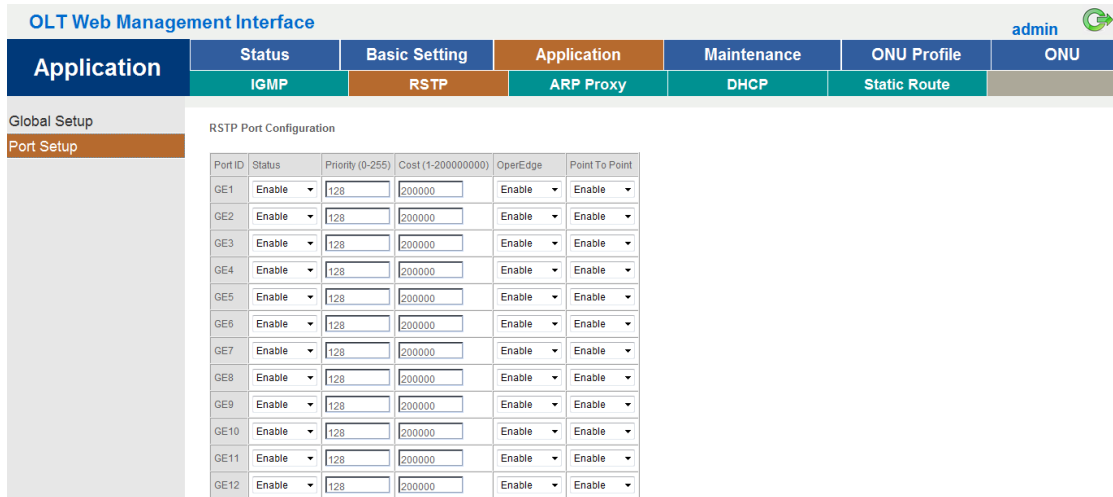 OLT Web Management Interface
admin
Application
Status Basic Setting Application Maintenance ONU Profile ONU
IGMP RSTP ARP Proxy DHCP Static Route
Global Setup
Port Setup
RSTP Port Configuration
Port ID Status Priority (0-255) Cost (1-200000000) OperEdge Point To Point
GE1 Enable 128 200000 Enable Enable
GE2 Enable 128 200000 Enable Enable
GE3 Enable 128 200000 Enable Enable
GE4 Enable 128 200000 Enable Enable
GE5 Enable 128 200000 Enable Enable
GE6 Enable 128 200000 Enable Enable
GE7 Enable 128 200000 Enable Enable
GE8 Enable 128 200000 Enable Enable
GE9 Enable 128 200000 Enable Enable
GE10 Enable 128 200000 Enable Enable
GE11 Enable 128 200000 Enable Enable
GE12 Enable 128 200000 Enable Enable